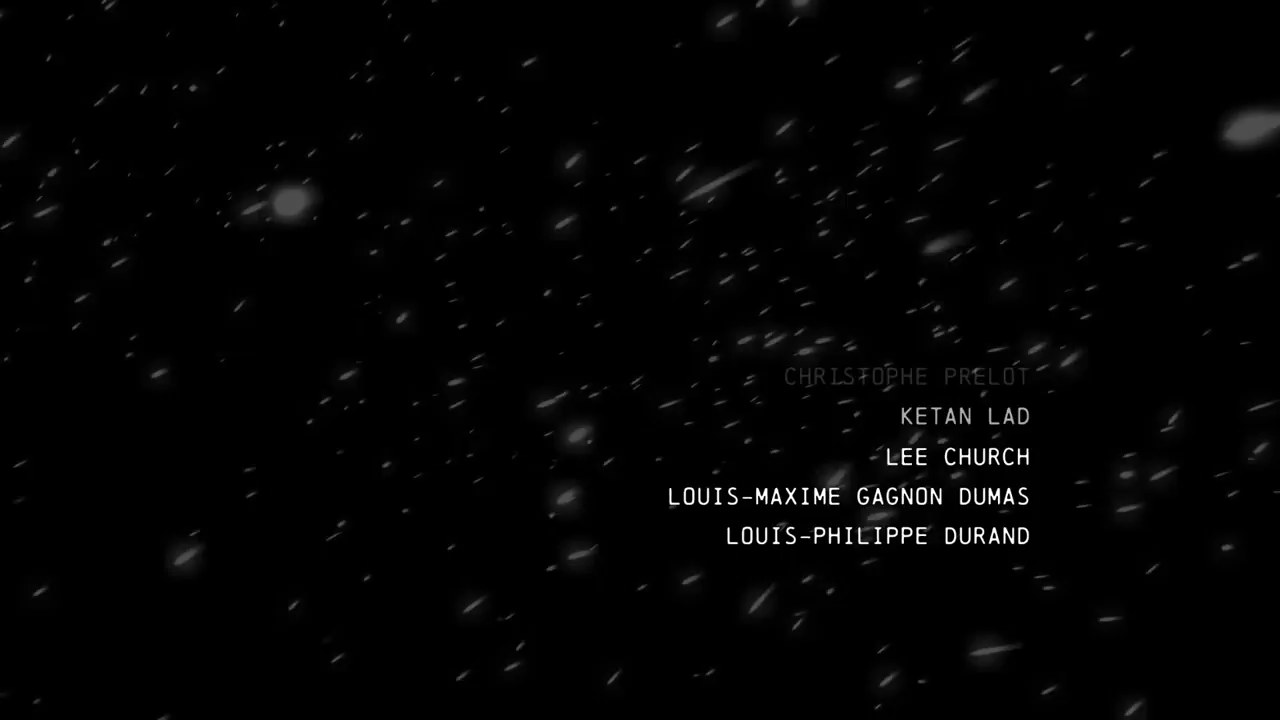 CHRISTOPHE PRELOT
KETAN LAD
LEE CHURCH
LOUIS-MAXIME GAGNON DUMAS
LOUIS-PHILIPPE DURAND